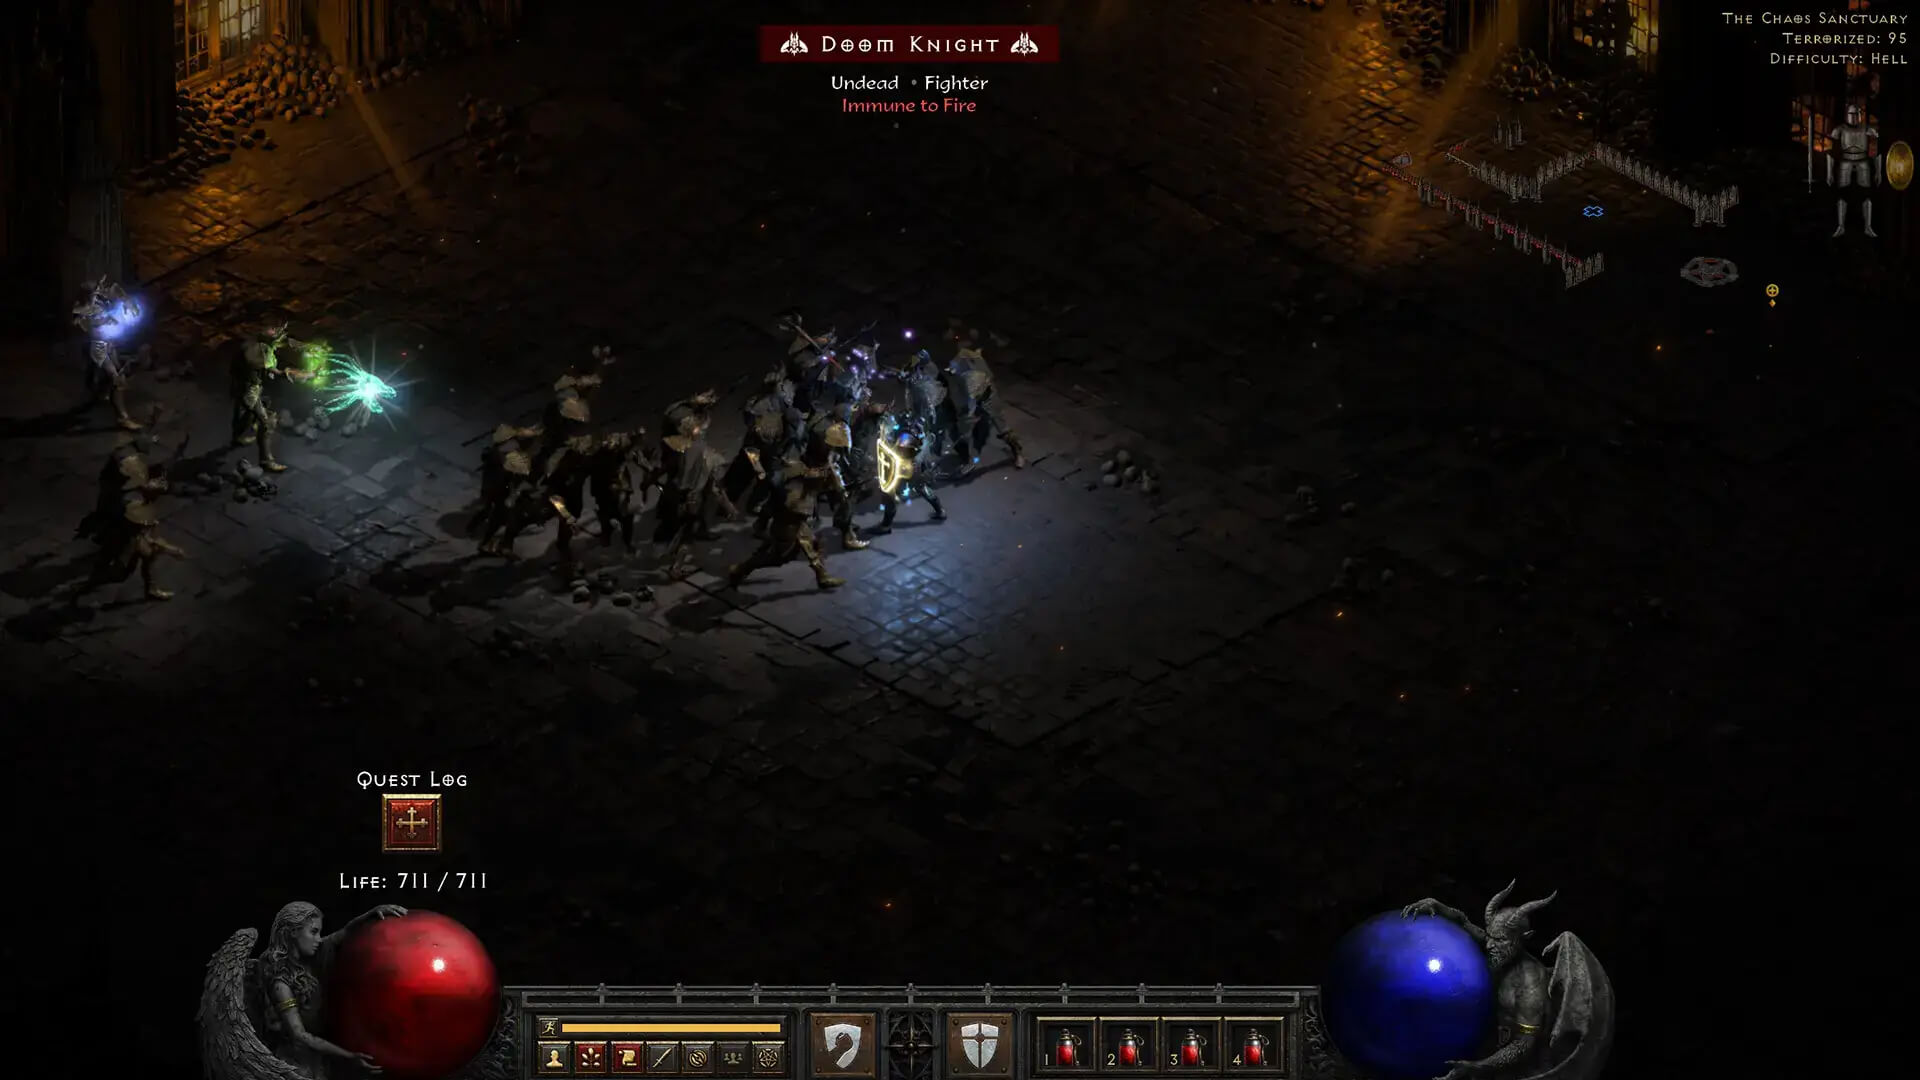 Doom Knight
Undead • Fighter
Immune to Fire
The Chaos Sanctuary
Terrorized: 95
Difficulty: Hell
Quest Log
Life: 711 / 711
1 2 3 4